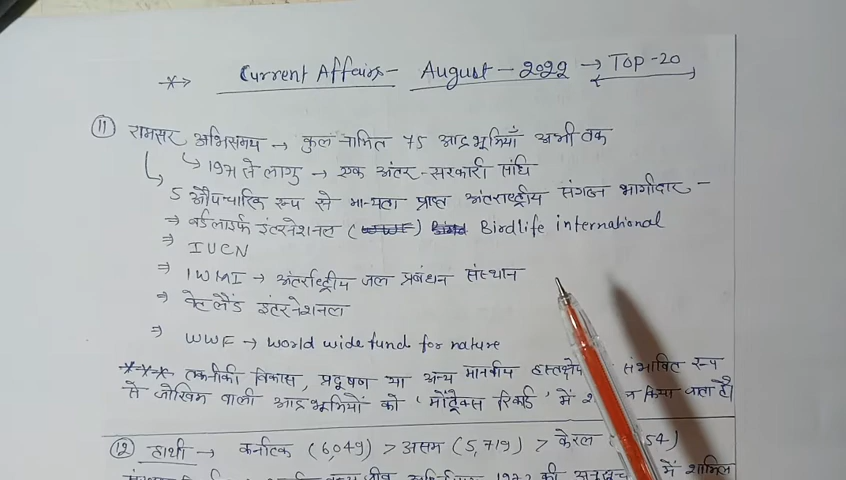 Current Affairs - August - 2022 → TOP-20
⑪ रामसर अभिसमय → कुल नामित 75 आद्रभूमियाँ अभी तक
1971 से लागु → एक अंतर-सरकारी संधि
5 औपचारिक रूप से मान्यता प्राप्त अंतराष्ट्रीय संगठन भागीदार -
⇒ बर्डलाईफ इंटरनेशनल ( ) Birdlife international
⇒ IUCN
⇒ IWMI → अंतर्राष्ट्रीय जल प्रबंधन संस्थान
⇒ वेटलैंड इंटरनेशनल
⇒ WWF → World wide fund for nature
*** तकनीकी विकास, प्रदूषण या अन्य मानवीय संभावित रूप
से जोखिम वाली आद्रभूमियों को 'मोंट्रेक्स रिकार्ड' में किया जाता है।
⑫ हाथी → कर्नाटक (6,049) > असम (5,719) > केरल
1972 की में शामिल